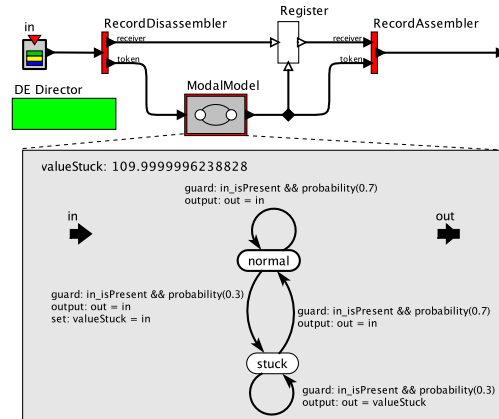 Register
in
RecordDisassembler
RecordAssembler
receiver
receiver
token
token
ModalModel
DE Director
valueStuck: 109.9999996238828
guard: in_isPresent && probability(0.7)
output: out = in
in
out
normal
guard: in_isPresent && probability(0.3)
output: out = in
set: valueStuck = in
guard: in_isPresent && probability(0.7)
output: out = in
stuck
guard: in_isPresent && probability(0.3)
output: out = valueStuck